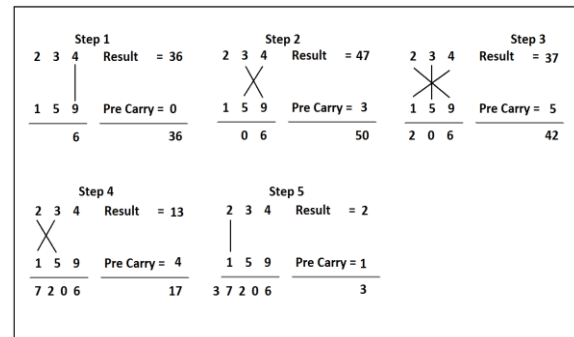 Step 1
2 3 4 Result = 36
1 5 9 Pre Carry = 0
6 36
Step 2
2 3 4 Result = 47
1 5 9 Pre Carry = 3
0 6 50
Step 3
2 3 4 Result = 37
1 5 9 Pre Carry = 5
2 0 6 42
Step 4
2 3 4 Result = 13
1 5 9 Pre Carry = 4
7 2 0 6 17
Step 5
2 3 4 Result = 2
1 5 9 Pre Carry = 1
3 7 2 0 6 3